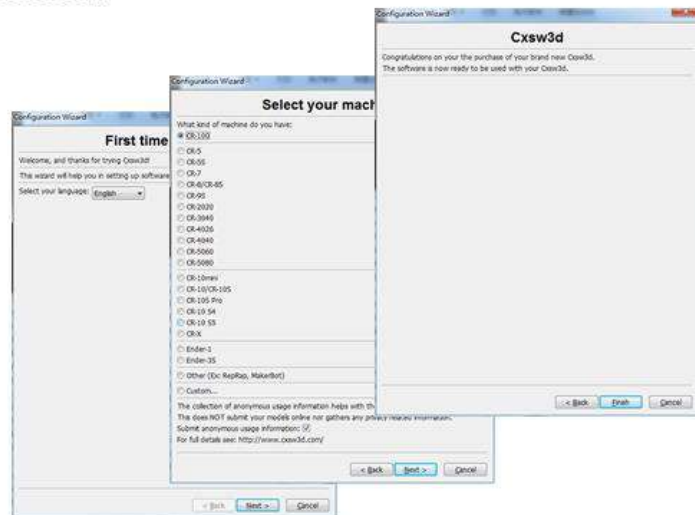 Configuration Wizard
First time
Welcome, and thanks for trying Cxsw3d!
This wizard will help you in setting up software
Select your language: English
< Back Next > Cancel
Configuration Wizard
Select your mach
What kind of machine do you have:
CR-100
CR-5
CR-5S
CR-7
CR-8/CR-8S
CR-9S
CR-2020
CR-3040
CR-4026
CR-4040
CR-5060
CR-5080
CR-10mini
CR-10/CR-10S
CR-10S Pro
CR-10 S4
CR-10 S5
CR-X
Ender-1
Ender-3S
Other (Ex: RepRap, MakerBot)
Custom...
The collection of anonymous usage information helps with th
This does NOT submit your models online nor gathers any privacy related information.
Submit anonymous usage information:
For full details see: http://www.cxsw3d.com/
< Back Next > Cancel
Configuration Wizard
Cxsw3d
Congratulations on your the purchase of your brand new Cxsw3d.
The software is now ready to be used with your Cxsw3d.
< Back Finish Cancel